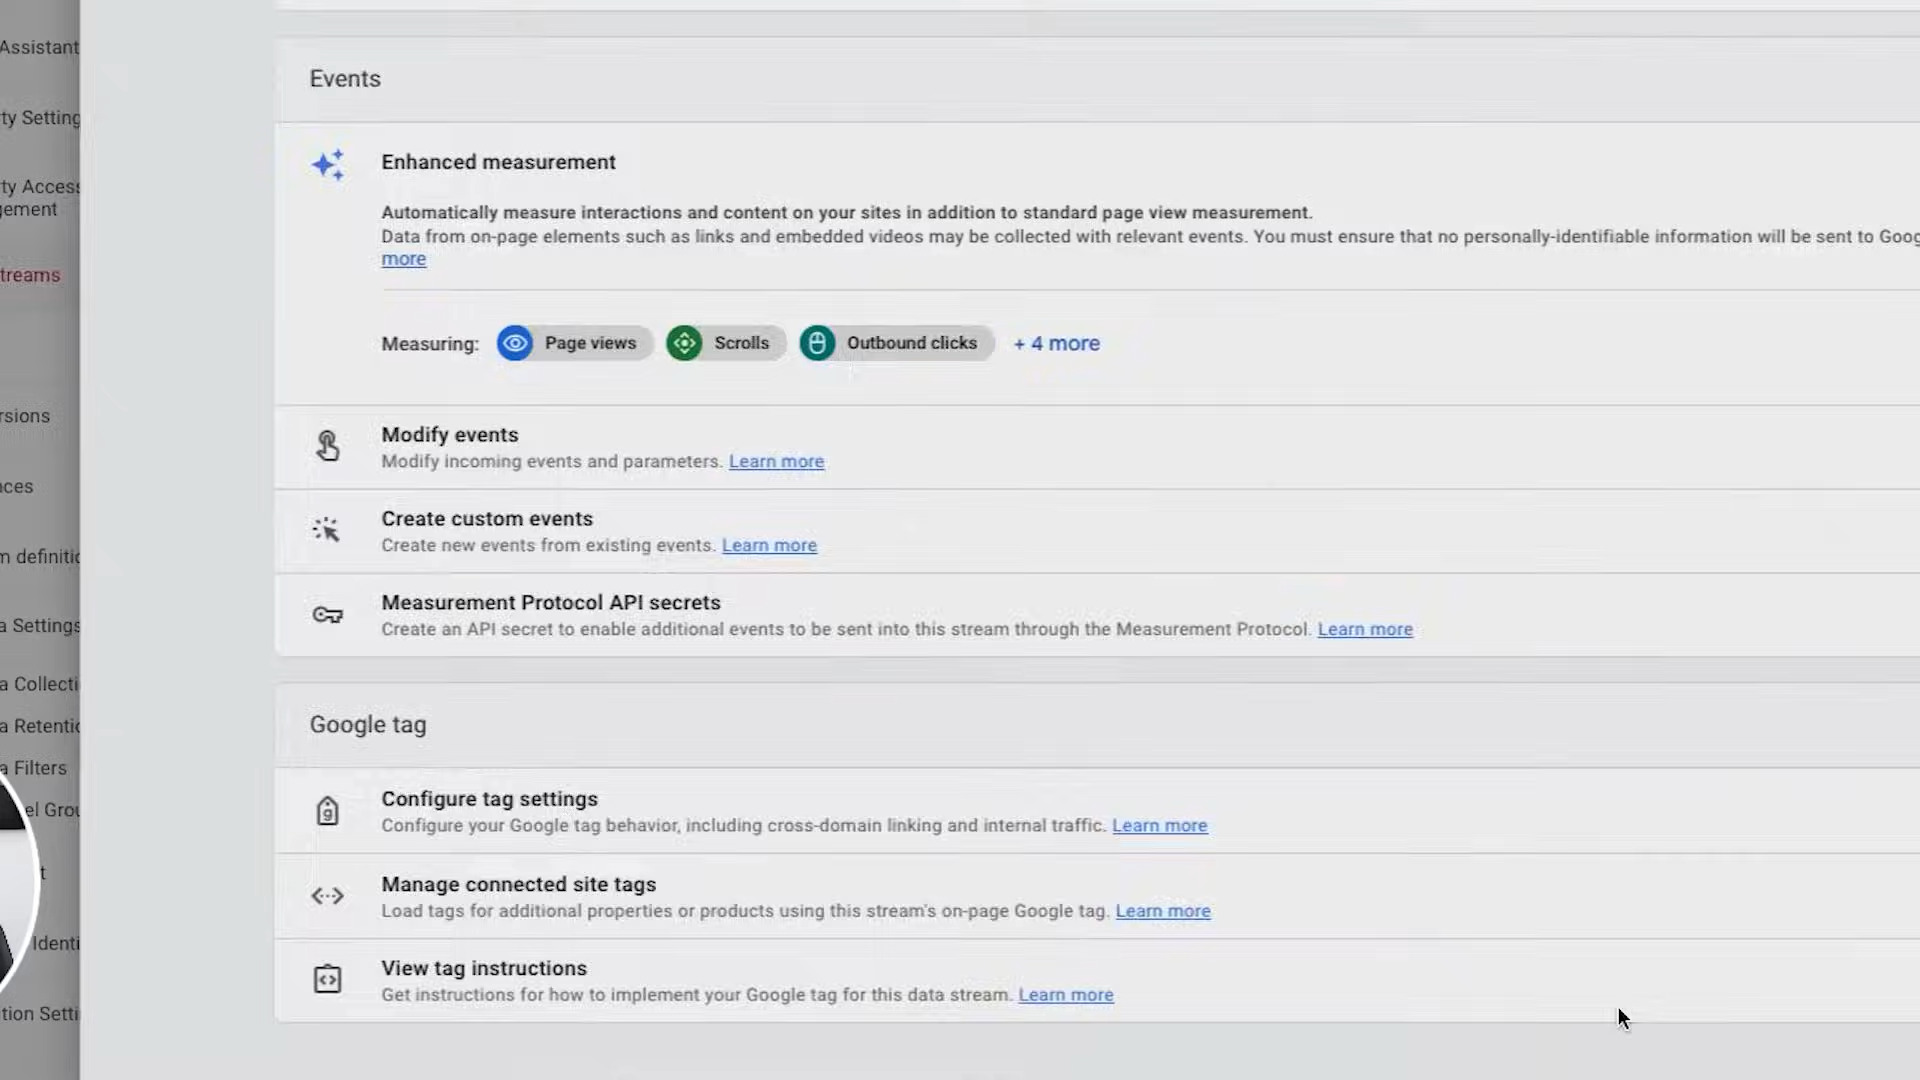 Assistant
ty Setting
ty Access
gement
treams
rsions
nces
m definitio
a Settings
a Collecti
a Retentio
a Filters
el Grou
t
Identi
tion Setti
Events
Enhanced measurement
Automatically measure interactions and content on your sites in addition to standard page view measurement.
Data from on-page elements such as links and embedded videos may be collected with relevant events. You must ensure that no personally-identifiable information will be sent to Goog
more
Measuring: Page views Scrolls Outbound clicks + 4 more
Modify events
Modify incoming events and parameters. Learn more
Create custom events
Create new events from existing events. Learn more
Measurement Protocol API secrets
Create an API secret to enable additional events to be sent into this stream through the Measurement Protocol. Learn more
Google tag
Configure tag settings
Configure your Google tag behavior, including cross-domain linking and internal traffic. Learn more
Manage connected site tags
Load tags for additional properties or products using this stream's on-page Google tag. Learn more
View tag instructions
Get instructions for how to implement your Google tag for this data stream. Learn more